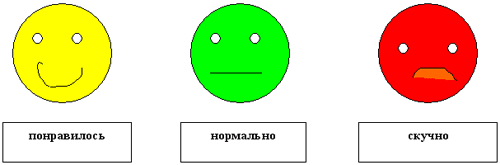 понравилось
нормально
скучно